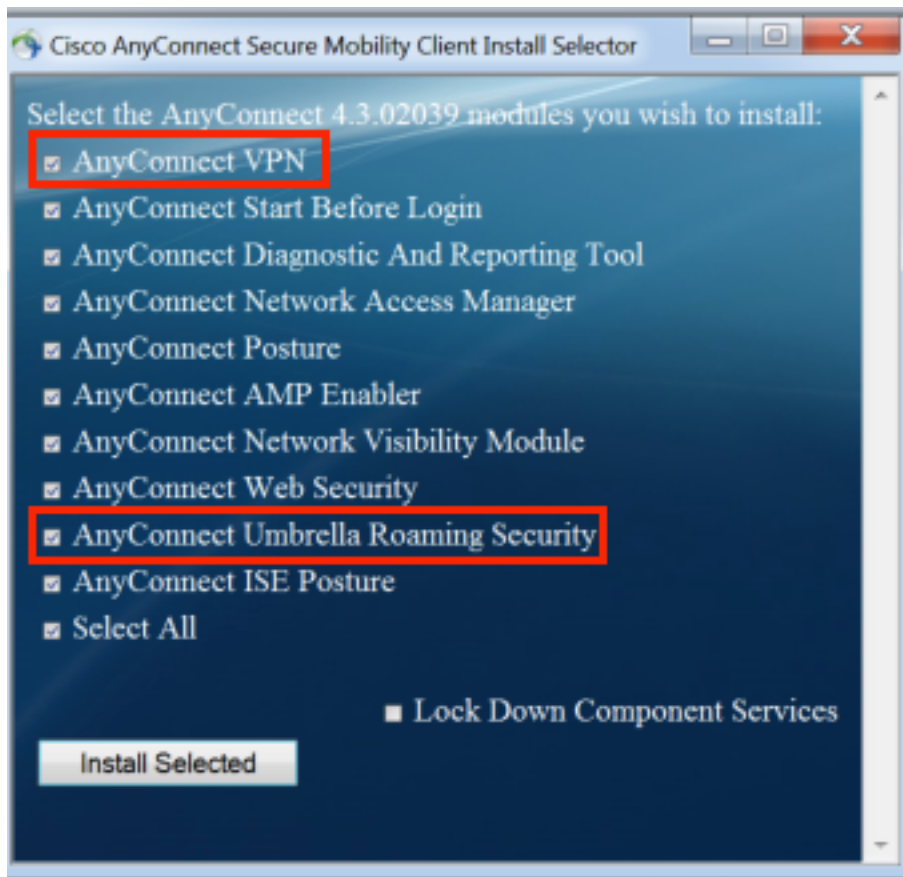 Cisco AnyConnect Secure Mobility Client Install Selector
Select the AnyConnect 4.3.02039 modules you wish to install:
AnyConnect VPN
AnyConnect Start Before Login
AnyConnect Diagnostic And Reporting Tool
AnyConnect Network Access Manager
AnyConnect Posture
AnyConnect AMP Enabler
AnyConnect Network Visibility Module
AnyConnect Web Security
AnyConnect Umbrella Roaming Security
AnyConnect ISE Posture
Select All
Lock Down Component Services
Install Selected